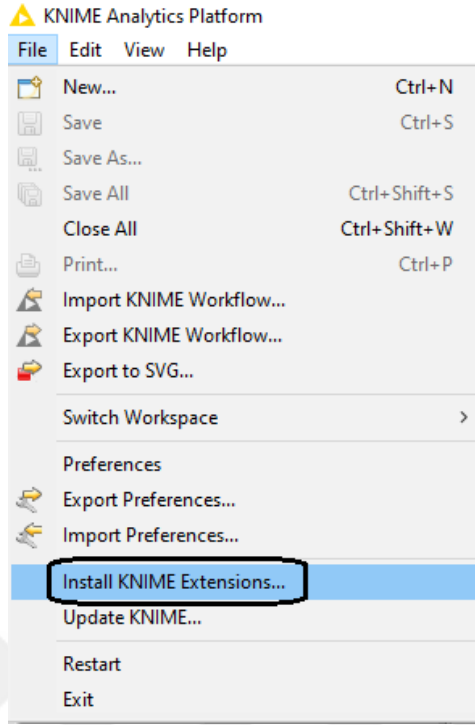 KNIME Analytics Platform
File Edit View Help
New... Ctrl+N
Save Ctrl+S
Save As...
Save All Ctrl+Shift+S
Close All Ctrl+Shift+W
Print... Ctrl+P
Import KNIME Workflow...
Export KNIME Workflow...
Export to SVG...
Switch Workspace >
Preferences
Export Preferences...
Import Preferences...
Install KNIME Extensions...
Update KNIME...
Restart
Exit